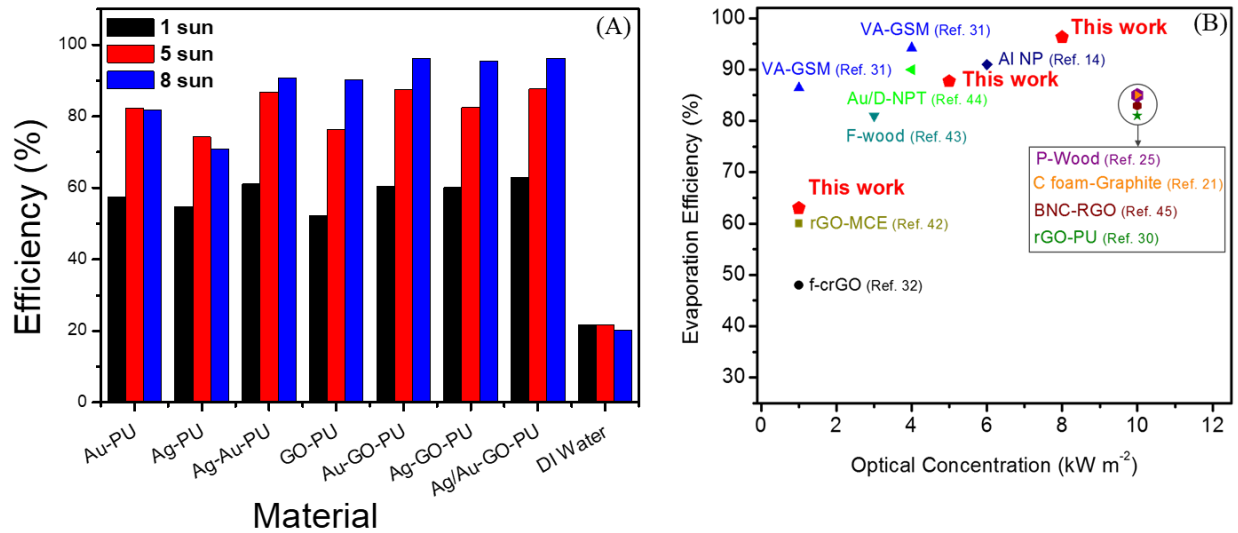 (A)
1 sun
5 sun
8 sun
100
80
60
40
20
0
Efficiency (%)
Au-PU
Ag-PU
Ag-Au-PU
GO-PU
Au-GO-PU
Ag-GO-PU
Ag/Au-GO-PU
DI Water
Material
(B)
100
90
80
70
60
50
40
30
Evaporation Efficiency (%)
VA-GSM (Ref. 31)
This work
Al NP (Ref. 14)
VA-GSM (Ref. 31)
This work
Au/D-NPT (Ref. 44)
F-wood (Ref. 43)
P-Wood (Ref. 25)
C foam-Graphite (Ref. 21)
BNC-RGO (Ref. 45)
rGO-PU (Ref. 30)
This work
rGO-MCE (Ref. 42)
f-crGO (Ref. 32)
0 2 4 6 8 10 12
Optical Concentration (kW m⁻²)